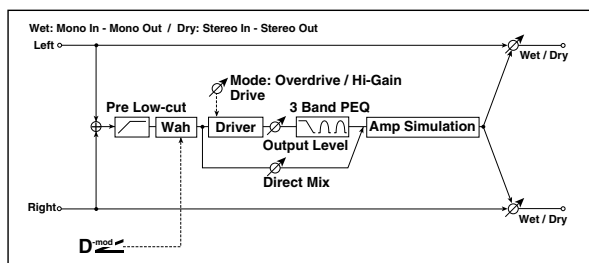 Wet: Mono In - Mono Out / Dry: Stereo In - Stereo Out
Left
Wet / Dry
Mode: Overdrive / Hi-Gain
Drive
Pre Low-cut
3 Band PEQ
Wah
Driver
Amp Simulation
Output Level
Direct Mix
Right
Wet / Dry
D-mod